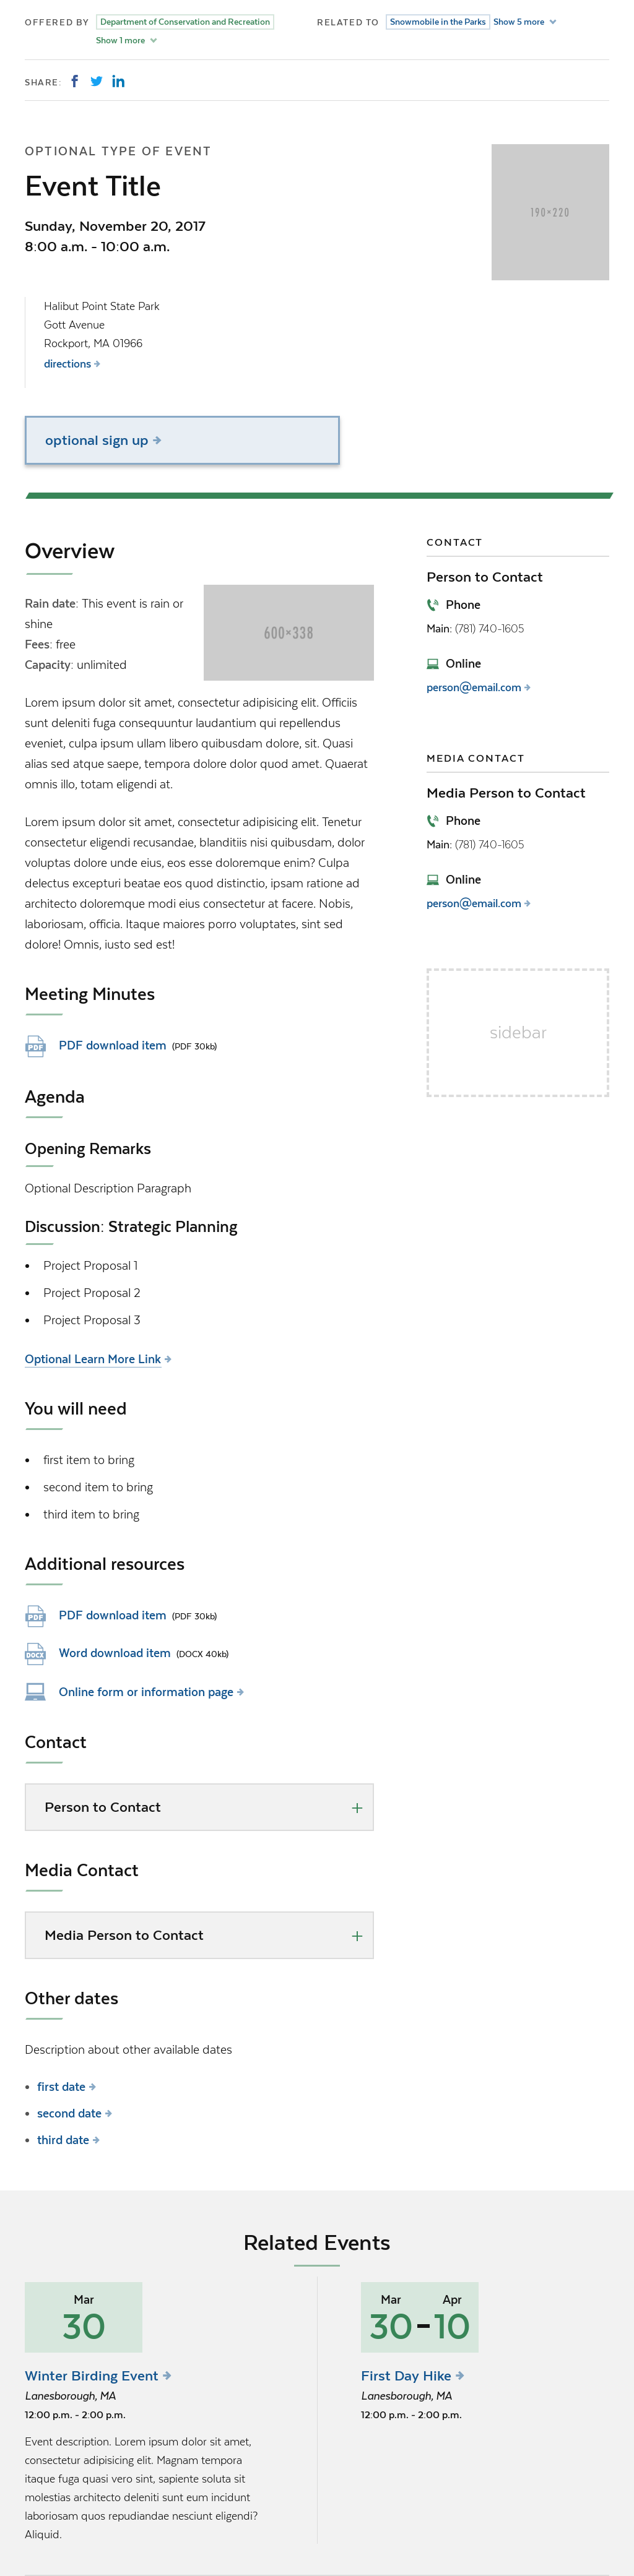 OFFERED BY Department of Conservation and Recreation
Show 1 more
RELATED TO Snowmobile in the Parks Show 5 more
SHARE:
OPTIONAL TYPE OF EVENT
Event Title
Sunday, November 20, 2017
8:00 a.m. - 10:00 a.m.
190×220
Halibut Point State Park
Gott Avenue
Rockport, MA 01966
directions
optional sign up
Overview
Rain date: This event is rain or
shine
Fees: free
Capacity: unlimited
600×338
Lorem ipsum dolor sit amet, consectetur adipisicing elit. Officiis
sunt deleniti fuga consequuntur laudantium qui repellendus
eveniet, culpa ipsum ullam libero quibusdam dolore, sit. Quasi
alias sed atque saepe, tempora dolore dolor quod amet. Quaerat
omnis illo, totam eligendi at.
Lorem ipsum dolor sit amet, consectetur adipisicing elit. Tenetur
consectetur eligendi recusandae, blanditiis nisi quibusdam, dolor
voluptas dolore unde eius, eos esse doloremque enim? Culpa
delectus excepturi beatae eos quod distinctio, ipsam ratione ad
architecto doloremque modi eius consectetur at facere. Nobis,
laboriosam, officia. Itaque maiores porro voluptates, sint sed
dolore! Omnis, iusto sed est!
Meeting Minutes
PDF PDF download item (PDF 30kb)
Agenda
Opening Remarks
Optional Description Paragraph
Discussion: Strategic Planning
• Project Proposal 1
• Project Proposal 2
• Project Proposal 3
Optional Learn More Link
You will need
• first item to bring
• second item to bring
• third item to bring
Additional resources
PDF PDF download item (PDF 30kb)
DOCX Word download item (DOCX 40kb)
Online form or information page
Contact
Person to Contact
Media Contact
Media Person to Contact
Other dates
Description about other available dates
• first date
• second date
• third date
CONTACT
Person to Contact
Phone
Main: (781) 740-1605
Online
person@email.com
MEDIA CONTACT
Media Person to Contact
Phone
Main: (781) 740-1605
Online
person@email.com
sidebar
Related Events
Mar
30
Winter Birding Event
Lanesborough, MA
12:00 p.m. - 2:00 p.m.
Event description. Lorem ipsum dolor sit amet,
consectetur adipisicing elit. Magnam tempora
itaque fuga quasi vero sint, sapiente soluta sit
molestias architecto deleniti sunt eum incidunt
laboriosam quos repudiandae nesciunt eligendi?
Aliquid.
Mar Apr
30-10
First Day Hike
Lanesborough, MA
12:00 p.m. - 2:00 p.m.